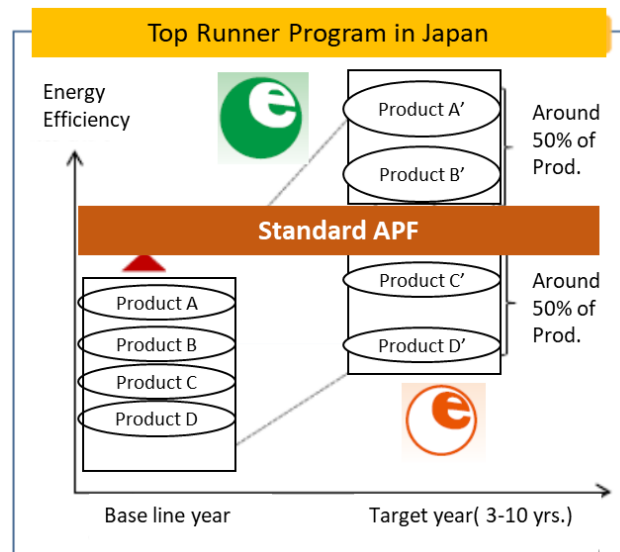 Top Runner Program in Japan
Energy
Efficiency
e
Product A’
Product B’
Around
50% of
Prod.
Standard APF
Product A
Product B
Product C
Product D
Product C’
Product D’
Around
50% of
Prod.
e
Base line year
Target year( 3-10 yrs.)